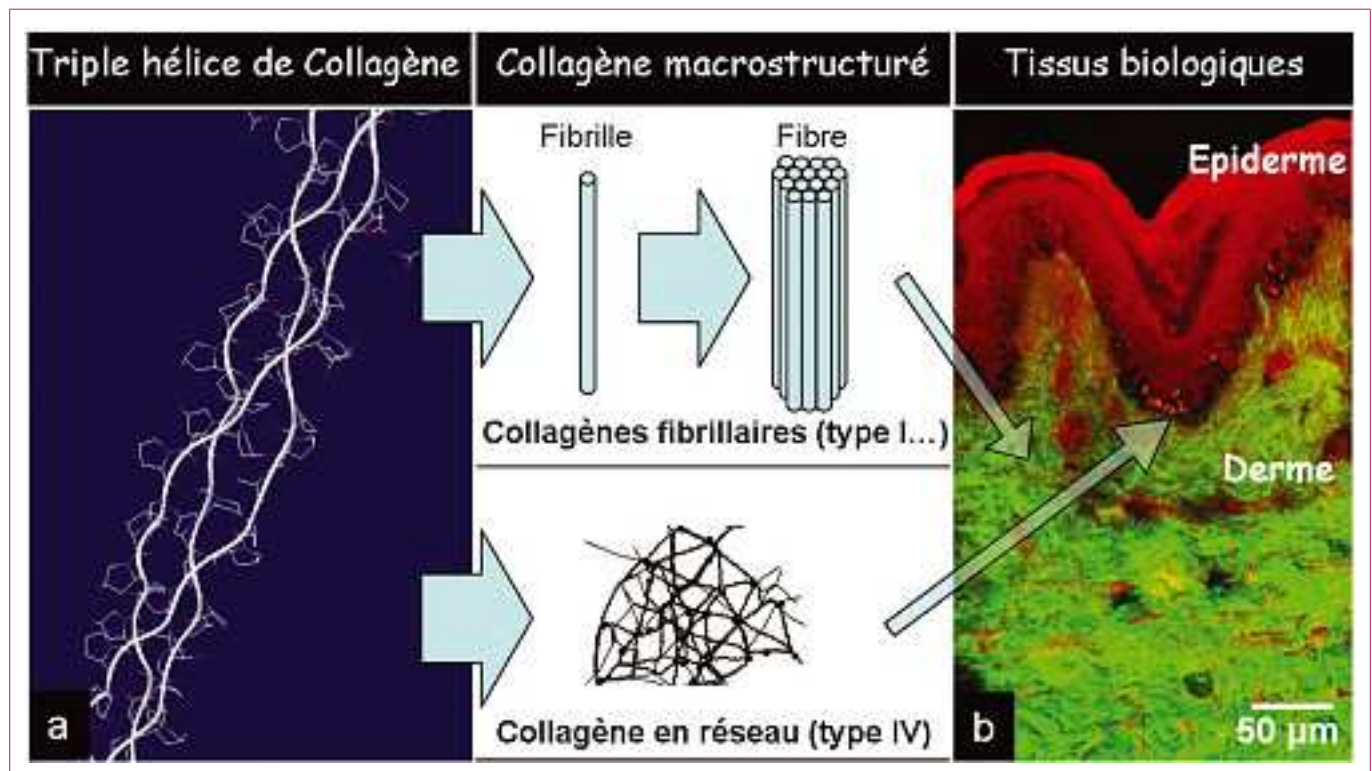 Triple hélice de Collagène
Collagène macrostructuré
Tissus biologiques
Fibrille
Fibre
Collagènes fibrillaires (type I...)
Collagène en réseau (type IV)
Epiderme
Derme
50 µm
a
b